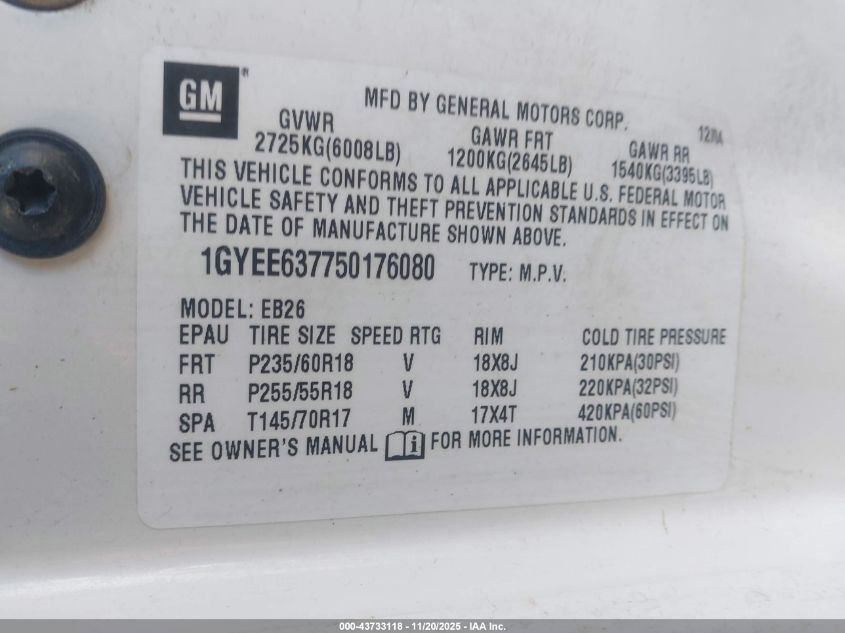 GM®
MFD BY GENERAL MOTORS CORP. 12/04
GVWR GAWR FRT GAWR RR
2725KG(6008LB) 1200KG(2645LB) 1540KG(3395LB)
THIS VEHICLE CONFORMS TO ALL APPLICABLE U.S. FEDERAL MOTOR
VEHICLE SAFETY AND THEFT PREVENTION STANDARDS IN EFFECT ON
THE DATE OF MANUFACTURE SHOWN ABOVE.
1GYEE637750176080 TYPE: M.P.V.
MODEL: EB26
EPAU TIRE SIZE SPEED RTG RIM COLD TIRE PRESSURE
FRT P235/60R18 V 18X8J 210KPA(30PSI)
RR P255/55R18 V 18X8J 220KPA(32PSI)
SPA T145/70R17 M 17X4T 420KPA(60PSI)
SEE OWNER'S MANUAL i FOR MORE INFORMATION.
000-43733118 - 11/20/2025 - IAA Inc.